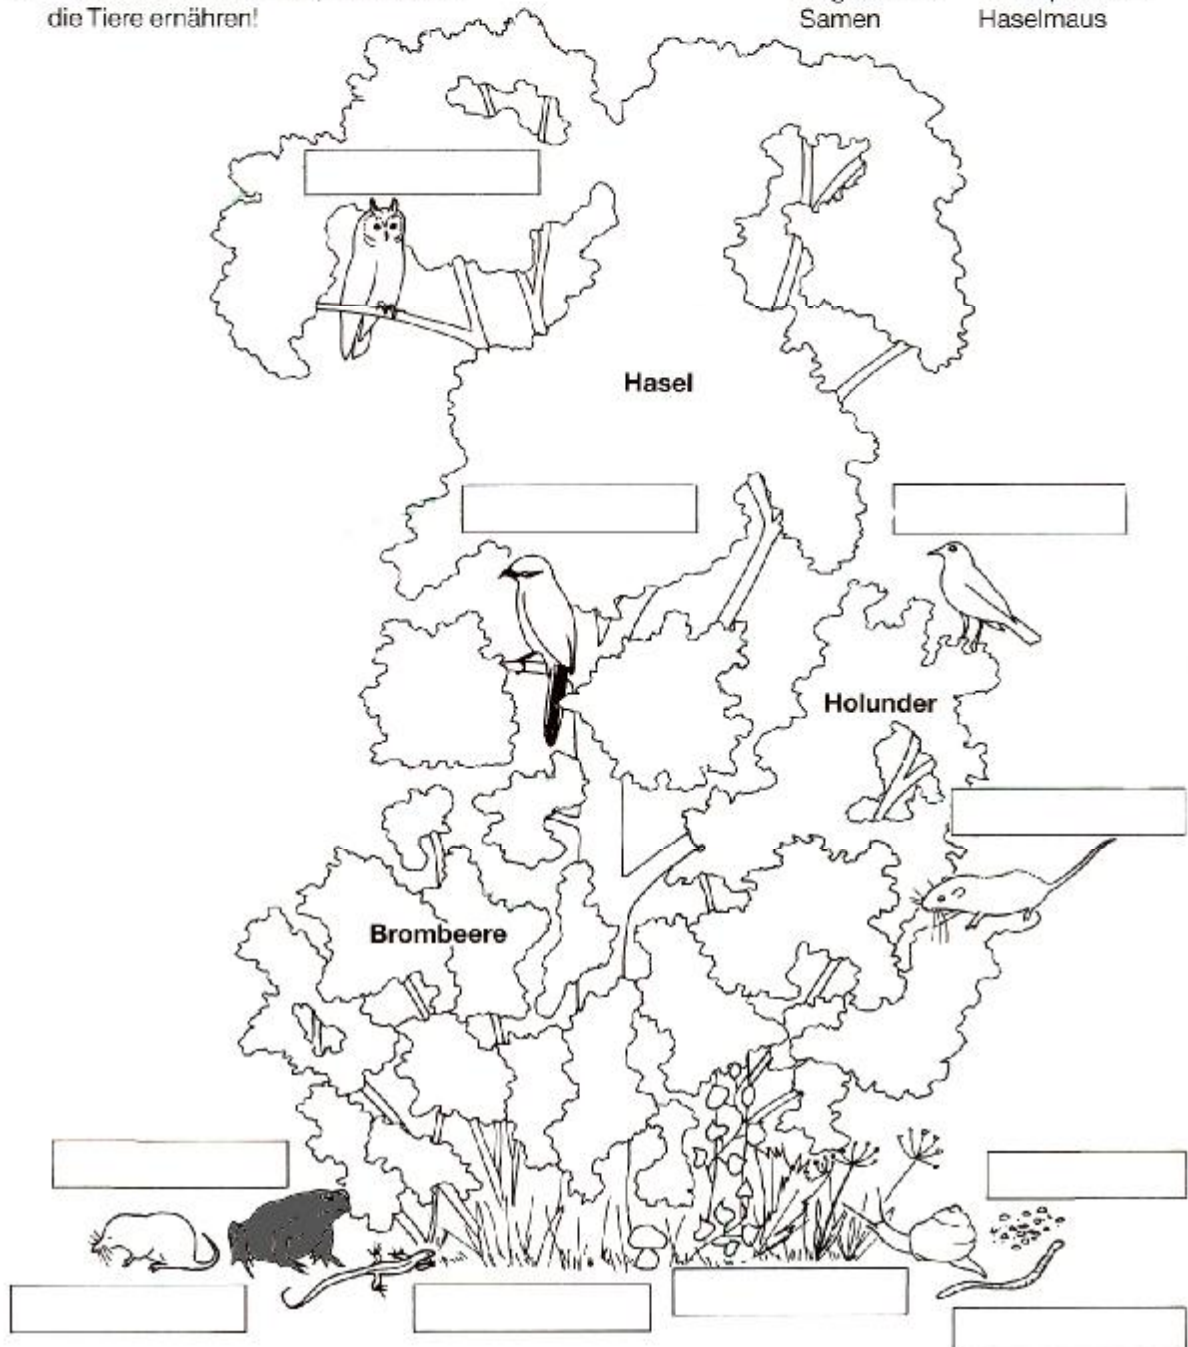 die Tiere ernähren!
Samen
Haselmaus
Hasel
Holunder
Brombeere